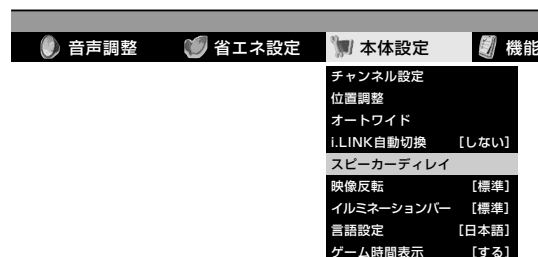 音声調整 省エネ設定 本体設定 機能
チャンネル設定
位置調整
オートワイド
i.LINK自動切換 [しない]
スピーカーディレイ
映像反転 [標準]
イルミネーションバー [標準]
言語設定 [日本語]
ゲーム時間表示 [する]